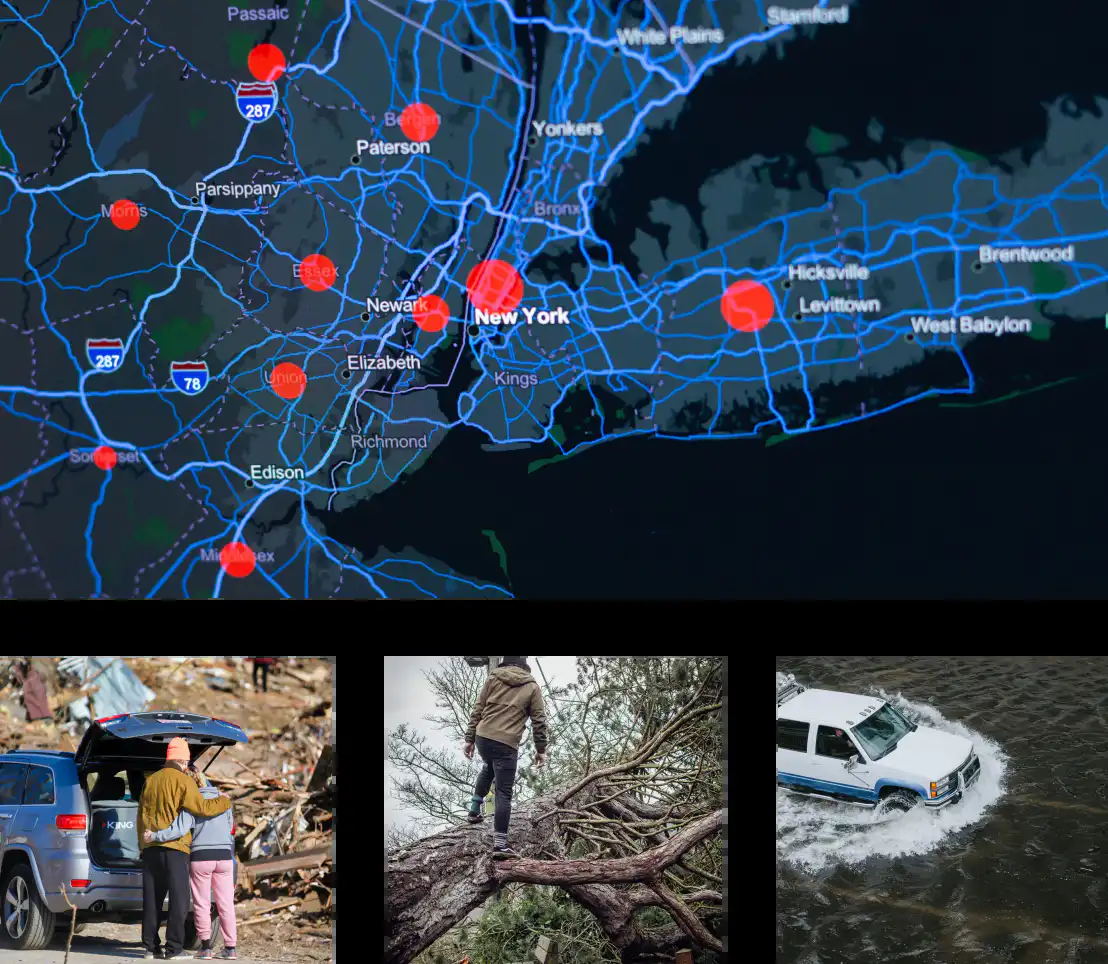 Passaic
Stamford
White Plains
287
Bergen
Yonkers
Paterson
Parsippany
Morris
Bronx
Essex
Hicksville
Brentwood
Newark
New York
Levittown
West Babylon
287
78
Union
Elizabeth
Kings
Richmond
Somerset
Edison
Middlesex
KING